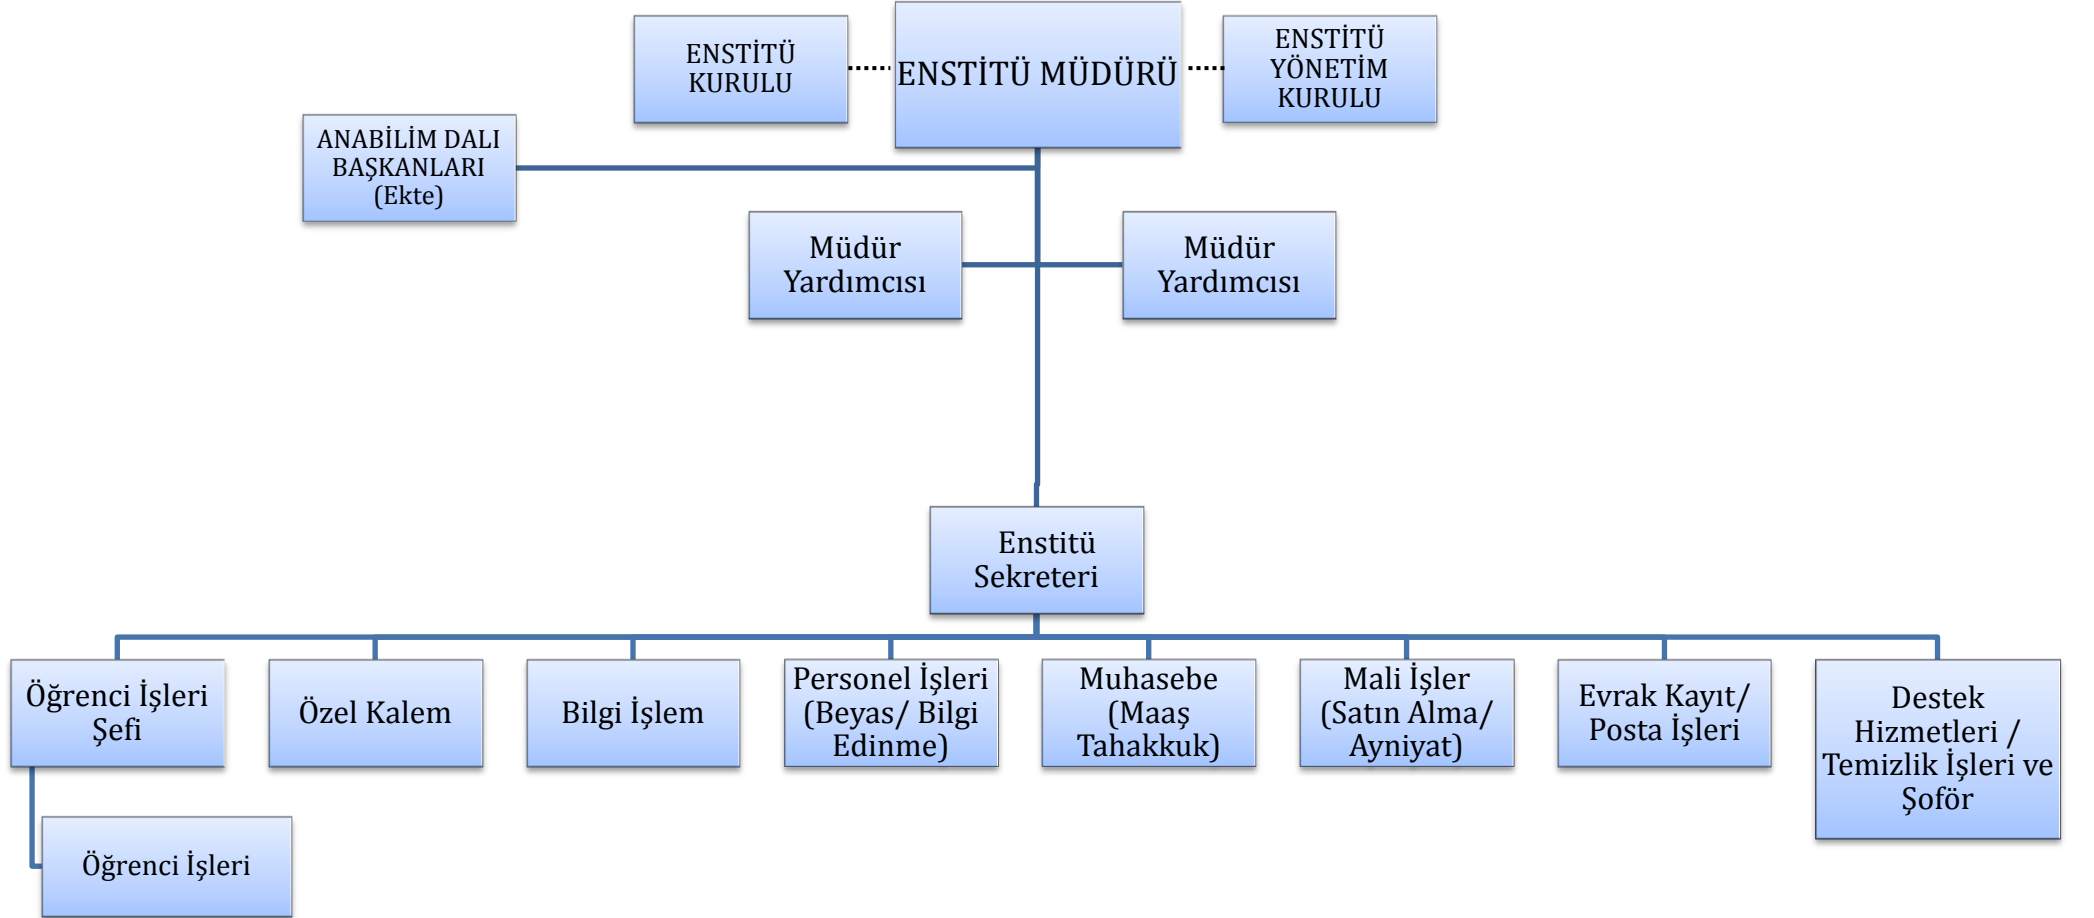 ENSTİTÜ
KURULU
ENSTİTÜ MÜDÜRÜ
ENSTİTÜ
YÖNETİM
KURULU
ANABİLİM DALI
BAŞKANLARI
(Ekte)
Müdür
Yardımcısı
Müdür
Yardımcısı
Enstitü
Sekreteri
Öğrenci İşleri
Şefi
Özel Kalem
Bilgi İşlem
Personel İşleri
(Beyas/ Bilgi
Edinme)
Muhasebe
(Maaş
Tahakkuk)
Mali İşler
(Satın Alma/
Ayniyat)
Evrak Kayıt/
Posta İşleri
Destek
Hizmetleri /
Temizlik İşleri ve
Şoför
Öğrenci İşleri